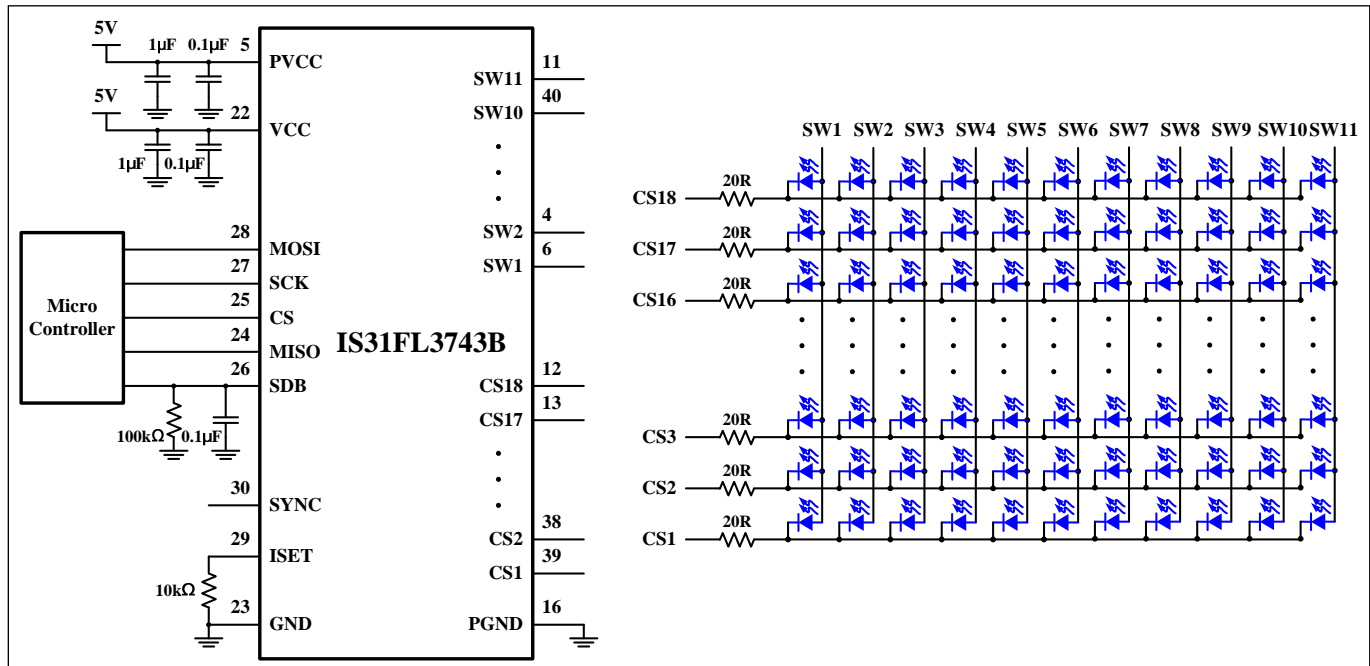 5V
1µF 0.1µF
5
PVCC
5V
22
VCC
1µF 0.1µF
Micro
Controller
28
MOSI
27
SCK
25
CS
24
MISO
26
SDB
100kΩ 0.1µF
30
SYNC
29
ISET
10kΩ
23
GND
IS31FL3743B
11
SW11
40
SW10
4
SW2
6
SW1
12
CS18
13
CS17
38
CS2
39
CS1
16
PGND
SW1 SW2 SW3 SW4 SW5 SW6 SW7 SW8 SW9 SW10 SW11
20R
CS18
20R
CS17
20R
CS16
20R
CS3
20R
CS2
20R
CS1